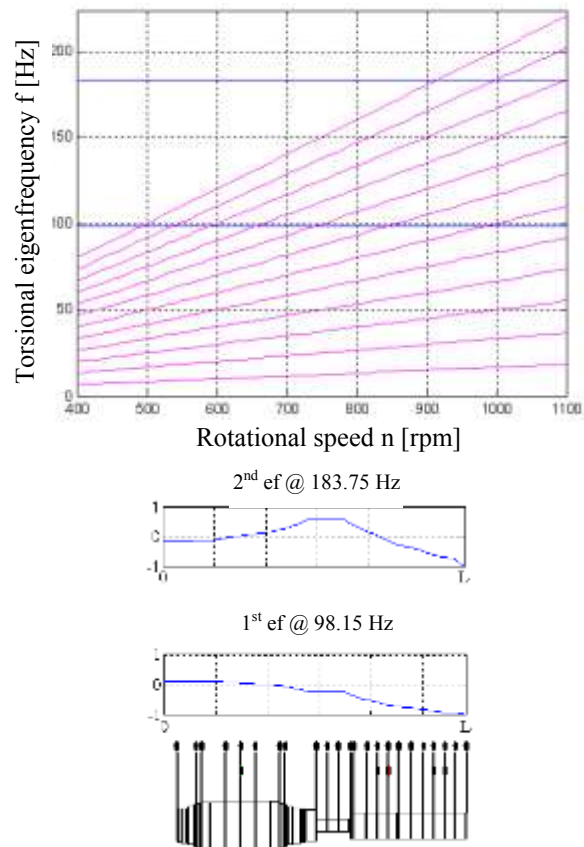 Torsional eigenfrequency f [Hz]
200
150
100
50
0
400 500 600 700 800 900 1000 1100
Rotational speed n [rpm]
2nd ef @ 183.75 Hz
1
0
-1
0 L
1st ef @ 98.15 Hz
1
0
-1
0 L